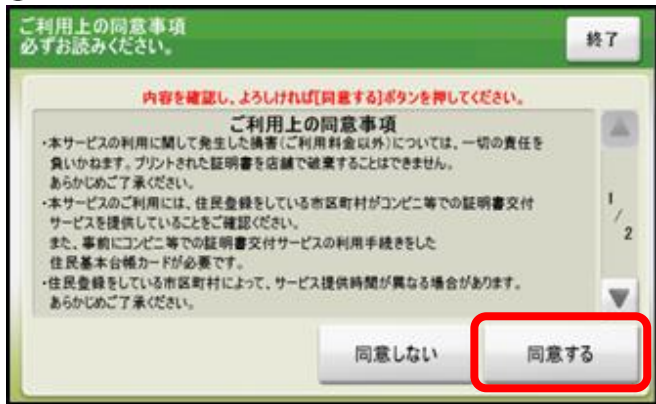 ご利用上の同意事項
必ずお読みください。
終了
内容を確認し、よろしければ[同意する]ボタンを押してください。
ご利用上の同意事項
・本サービスの利用に関して発生した損害(ご利用料金以外)については、一切の責任を
負いかねます。プリントされた証明書を店舗で破棄することはできません。
あらかじめご了承ください。
・本サービスのご利用には、住民登録をしている市区町村がコンビニ等での証明書交付
サービスを提供していることをご確認ください。
また、事前にコンビニ等での証明書交付サービスの利用手続きをした
住民基本台帳カードが必要です。
・住民登録をしている市区町村によって、サービス提供時間が異なる場合があります。
あらかじめご了承ください。
1
/
2
同意しない
同意する